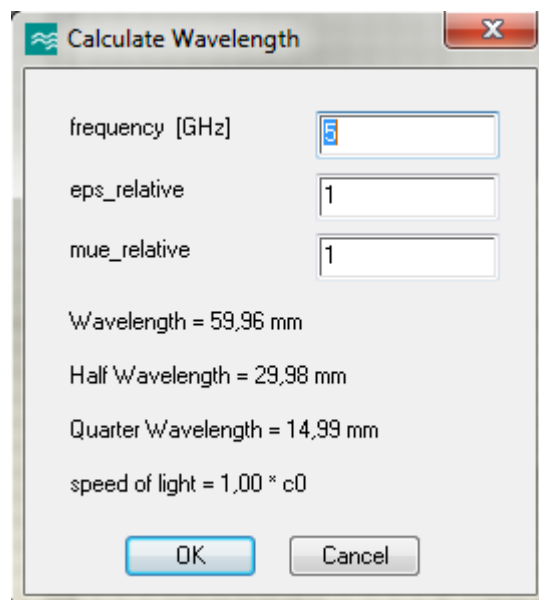 Calculate Wavelength
frequency [GHz] 5
eps_relative 1
mue_relative 1
Wavelength = 59,96 mm
Half Wavelength = 29,98 mm
Quarter Wavelength = 14,99 mm
speed of light = 1,00 * c0
OK Cancel